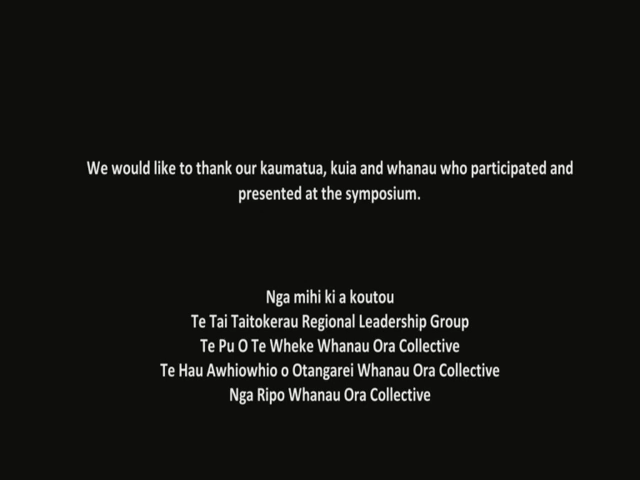 We would like to thank our kaumatua, kuia and whanau who participated and
presented at the symposium.
Nga mihi ki a koutou
Te Tai Taitokerau Regional Leadership Group
Te Pu O Te Wheke Whanau Ora Collective
Te Hau Awhiowhio o Otangarei Whanau Ora Collective
Nga Ripo Whanau Ora Collective